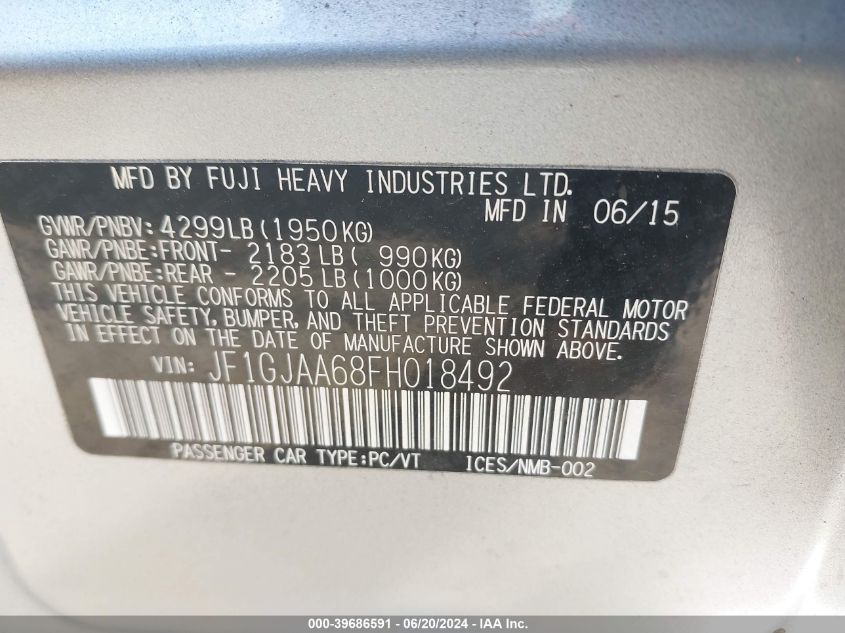 MFD BY FUJI HEAVY INDUSTRIES LTD.
MFD IN 06/15
GVWR/PNBV: 4299LB(1950KG)
GAWR/PNBE:FRONT- 2183LB( 990KG)
GAWR/PNBE:REAR - 2205LB(1000KG)
THIS VEHICLE CONFORMS TO ALL APPLICABLE FEDERAL MOTOR
VEHICLE SAFETY, BUMPER, AND THEFT PREVENTION STANDARDS
IN EFFECT ON THE DATE OF MANUFACTURE SHOWN ABOVE.
VIN: JF1GJAA68FH018492
PASSENGER CAR TYPE:PC/VT ICES/NMB-002
000-39686591 - 06/20/2024 - IAA Inc.